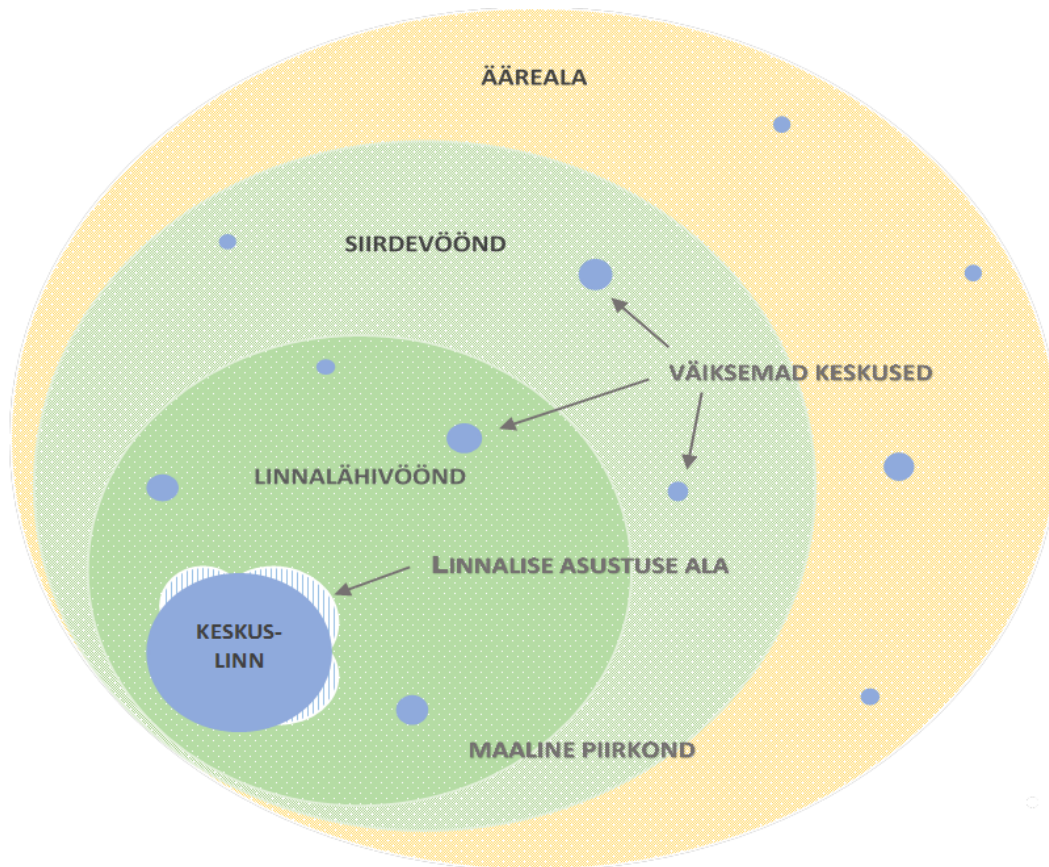 ÄÄREALA
SIIRDEVÖÖND
VÄIKSEMAD KESKUSED
LINNALÄHIVÖÖND
LINNALISE ASUSTUSE ALA
KESKUS-
LINN
MAALINE PIIRKOND